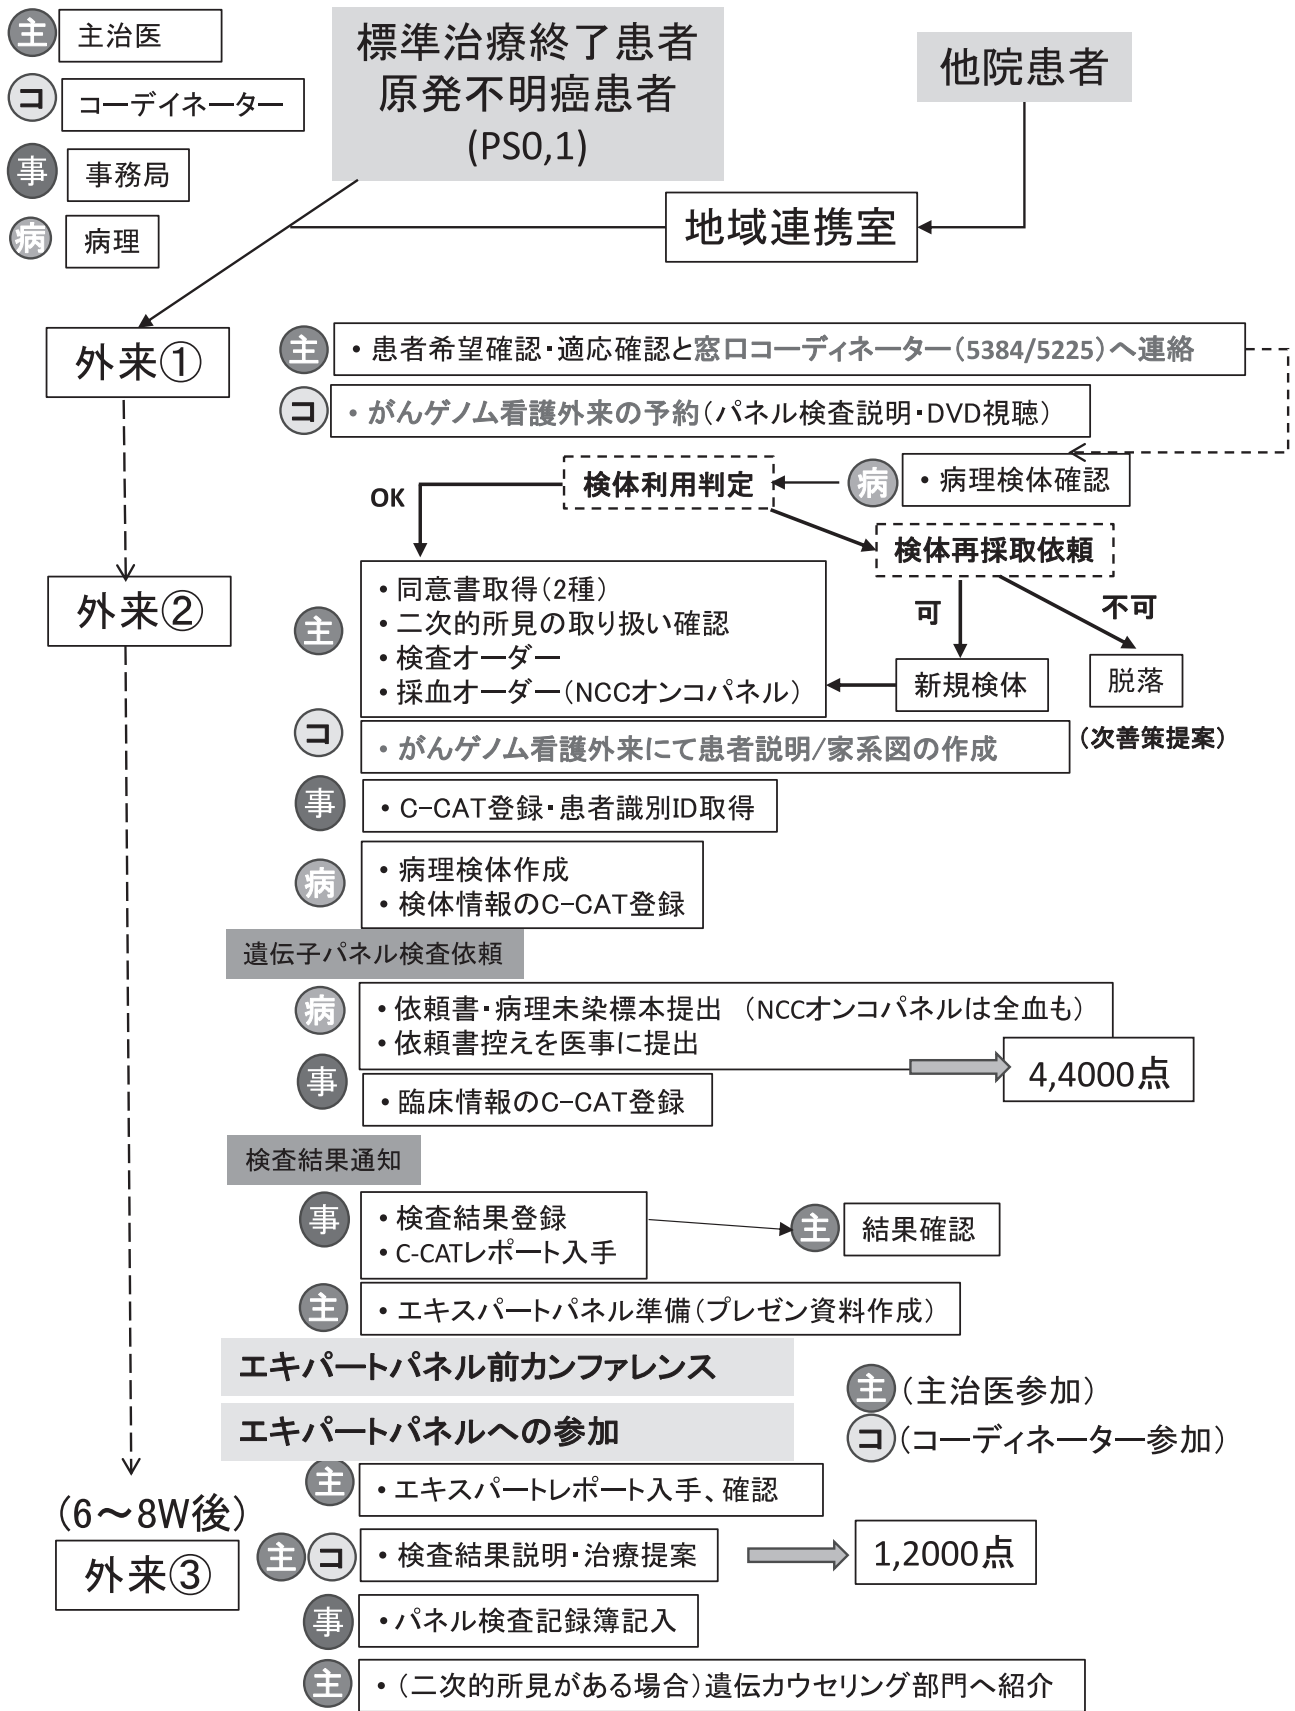 主 主治医
コ コーデイネーター
事 事務局
病 病理
標準治療終了患者
原発不明癌患者
(PS0,1)
他院患者
地域連携室
外来①
主 ・患者希望確認・適応確認と窓口コーディネーター(5384/5225)へ連絡
コ ・がんゲノム看護外来の予約(パネル検査説明・DVD視聴)
病 ・病理検体確認
検体利用判定
OK
検体再採取依頼
可
不可
新規検体
脱落
(次善策提案)
外来②
主
・同意書取得(2種)
・二次的所見の取り扱い確認
・検査オーダー
・採血オーダー(NCCオンコパネル)
コ ・がんゲノム看護外来にて患者説明/家系図の作成
事 ・C-CAT登録・患者識別ID取得
病
・病理検体作成
・検体情報のC-CAT登録
遺伝子パネル検査依頼
病 ・依頼書・病理未染標本提出 (NCCオンコパネルは全血も)
・依頼書控えを医事に提出
4,4000点
事 ・臨床情報のC-CAT登録
検査結果通知
事 ・検査結果登録
・C-CATレポート入手
主 結果確認
主 ・エキスパートパネル準備(プレゼン資料作成)
エキパートパネル前カンファレンス
エキパートパネルへの参加
主 (主治医参加)
コ (コーディネーター参加)
主 ・エキスパートレポート入手、確認
(6～8W後)
外来③
主 コ ・検査結果説明・治療提案
1,2000点
事 ・パネル検査記録簿記入
主 ・(二次的所見がある場合)遺伝カウセリング部門へ紹介